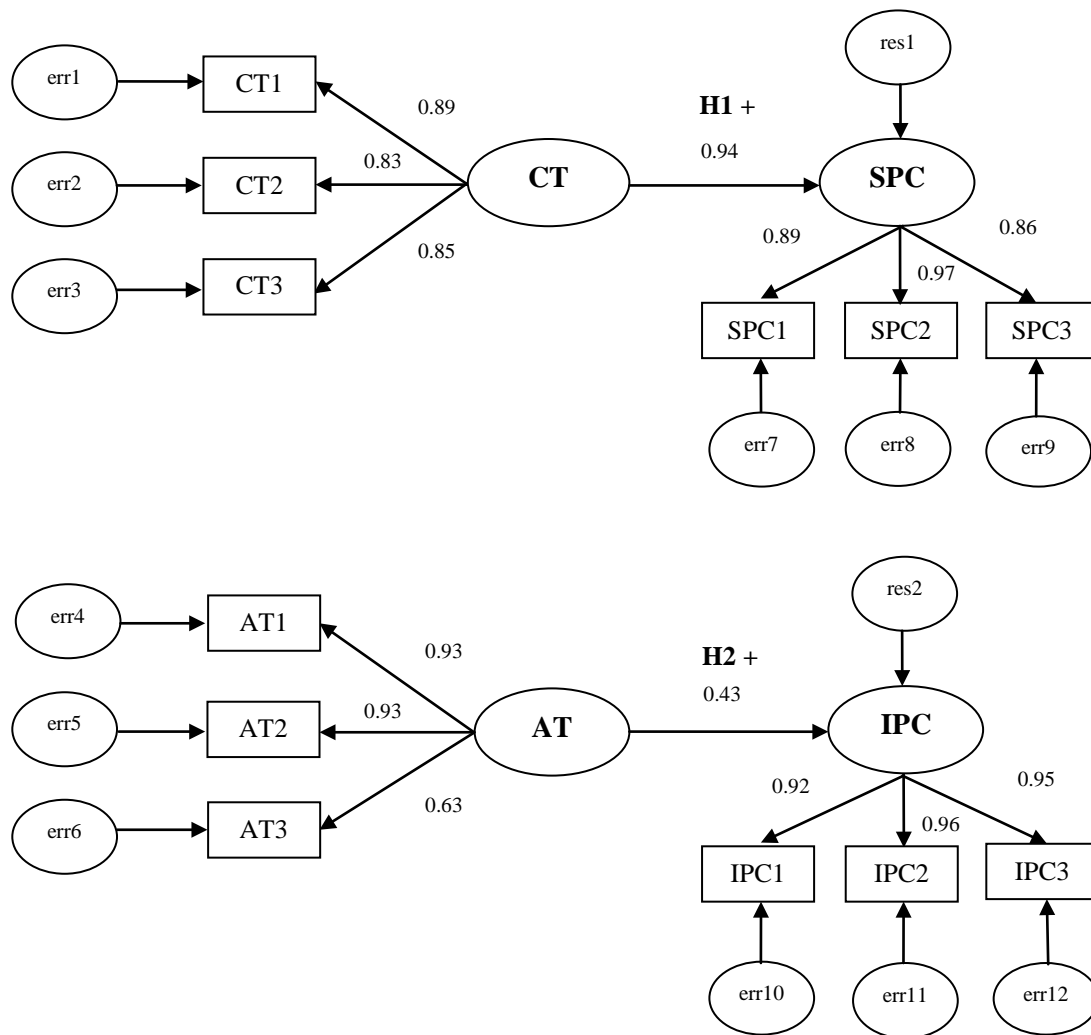 res1
err1
CT1
0.89
H1 +
err2
CT2
0.83
CT
0.94
SPC
err3
CT3
0.85
0.89
0.97
0.86
SPC1
SPC2
SPC3
err7
err8
err9
res2
err4
AT1
0.93
H2 +
err5
AT2
0.93
AT
0.43
IPC
err6
AT3
0.63
0.92
0.96
0.95
IPC1
IPC2
IPC3
err10
err11
err12